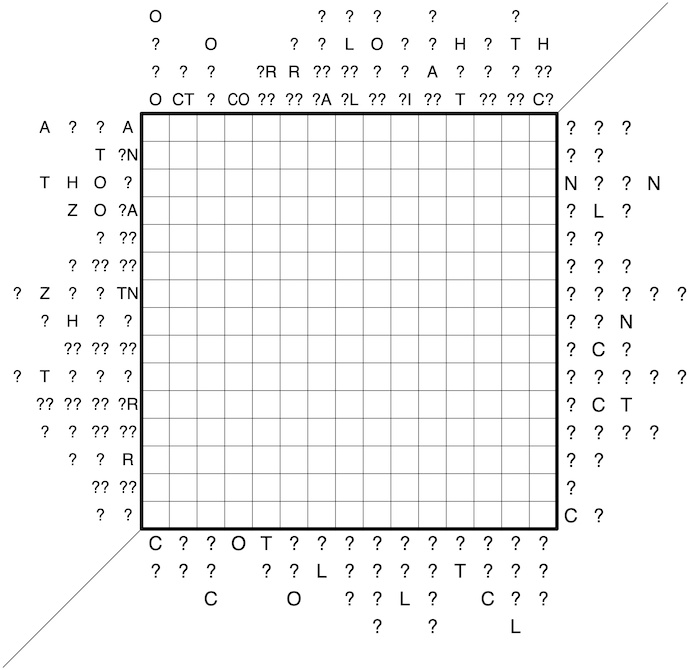 O ? ? ? ? ?
? O ? ? L O ? ? H ? T H
? ? ? ?R R ?? ?? ? ? A ? ? ? ??
O CT ? CO ?? ?? ?A ?L ?? ?I ?? T ?? ?? C?
A ? ? A ? ? ?
T ?N ? ?
T H O ? N ? ? N
Z O ?A ? L ?
? ?? ? ?
? ?? ?? ? ? ?
? Z ? ? TN ? ? ? ? ?
? H ? ? ? ? N
?? ?? ?? ? C ?
? T ? ? ? ? ? ? ? ?
?? ?? ?? ?R ? C T
? ? ?? ?? ? ? ? ?
? ? R ? ?
?? ?? ?
? ? C ?
C ? ? O T ? ? ? ? ? ? ? ? ? ?
? ? ? ? ? L ? ? ? ? T ? ? ?
C O ? ? L ? C ? ?
? ? L